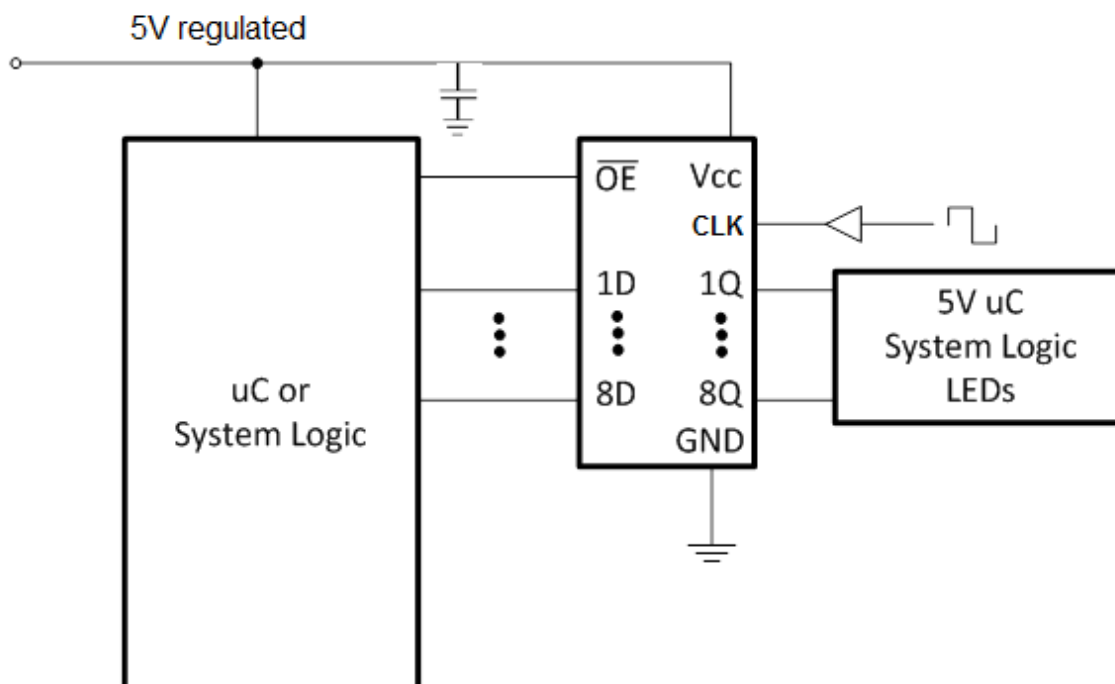 5V regulated
OE
Vcc
CLK
1D
1Q
8D
8Q
GND
uC or
System Logic
5V uC
System Logic
LEDs